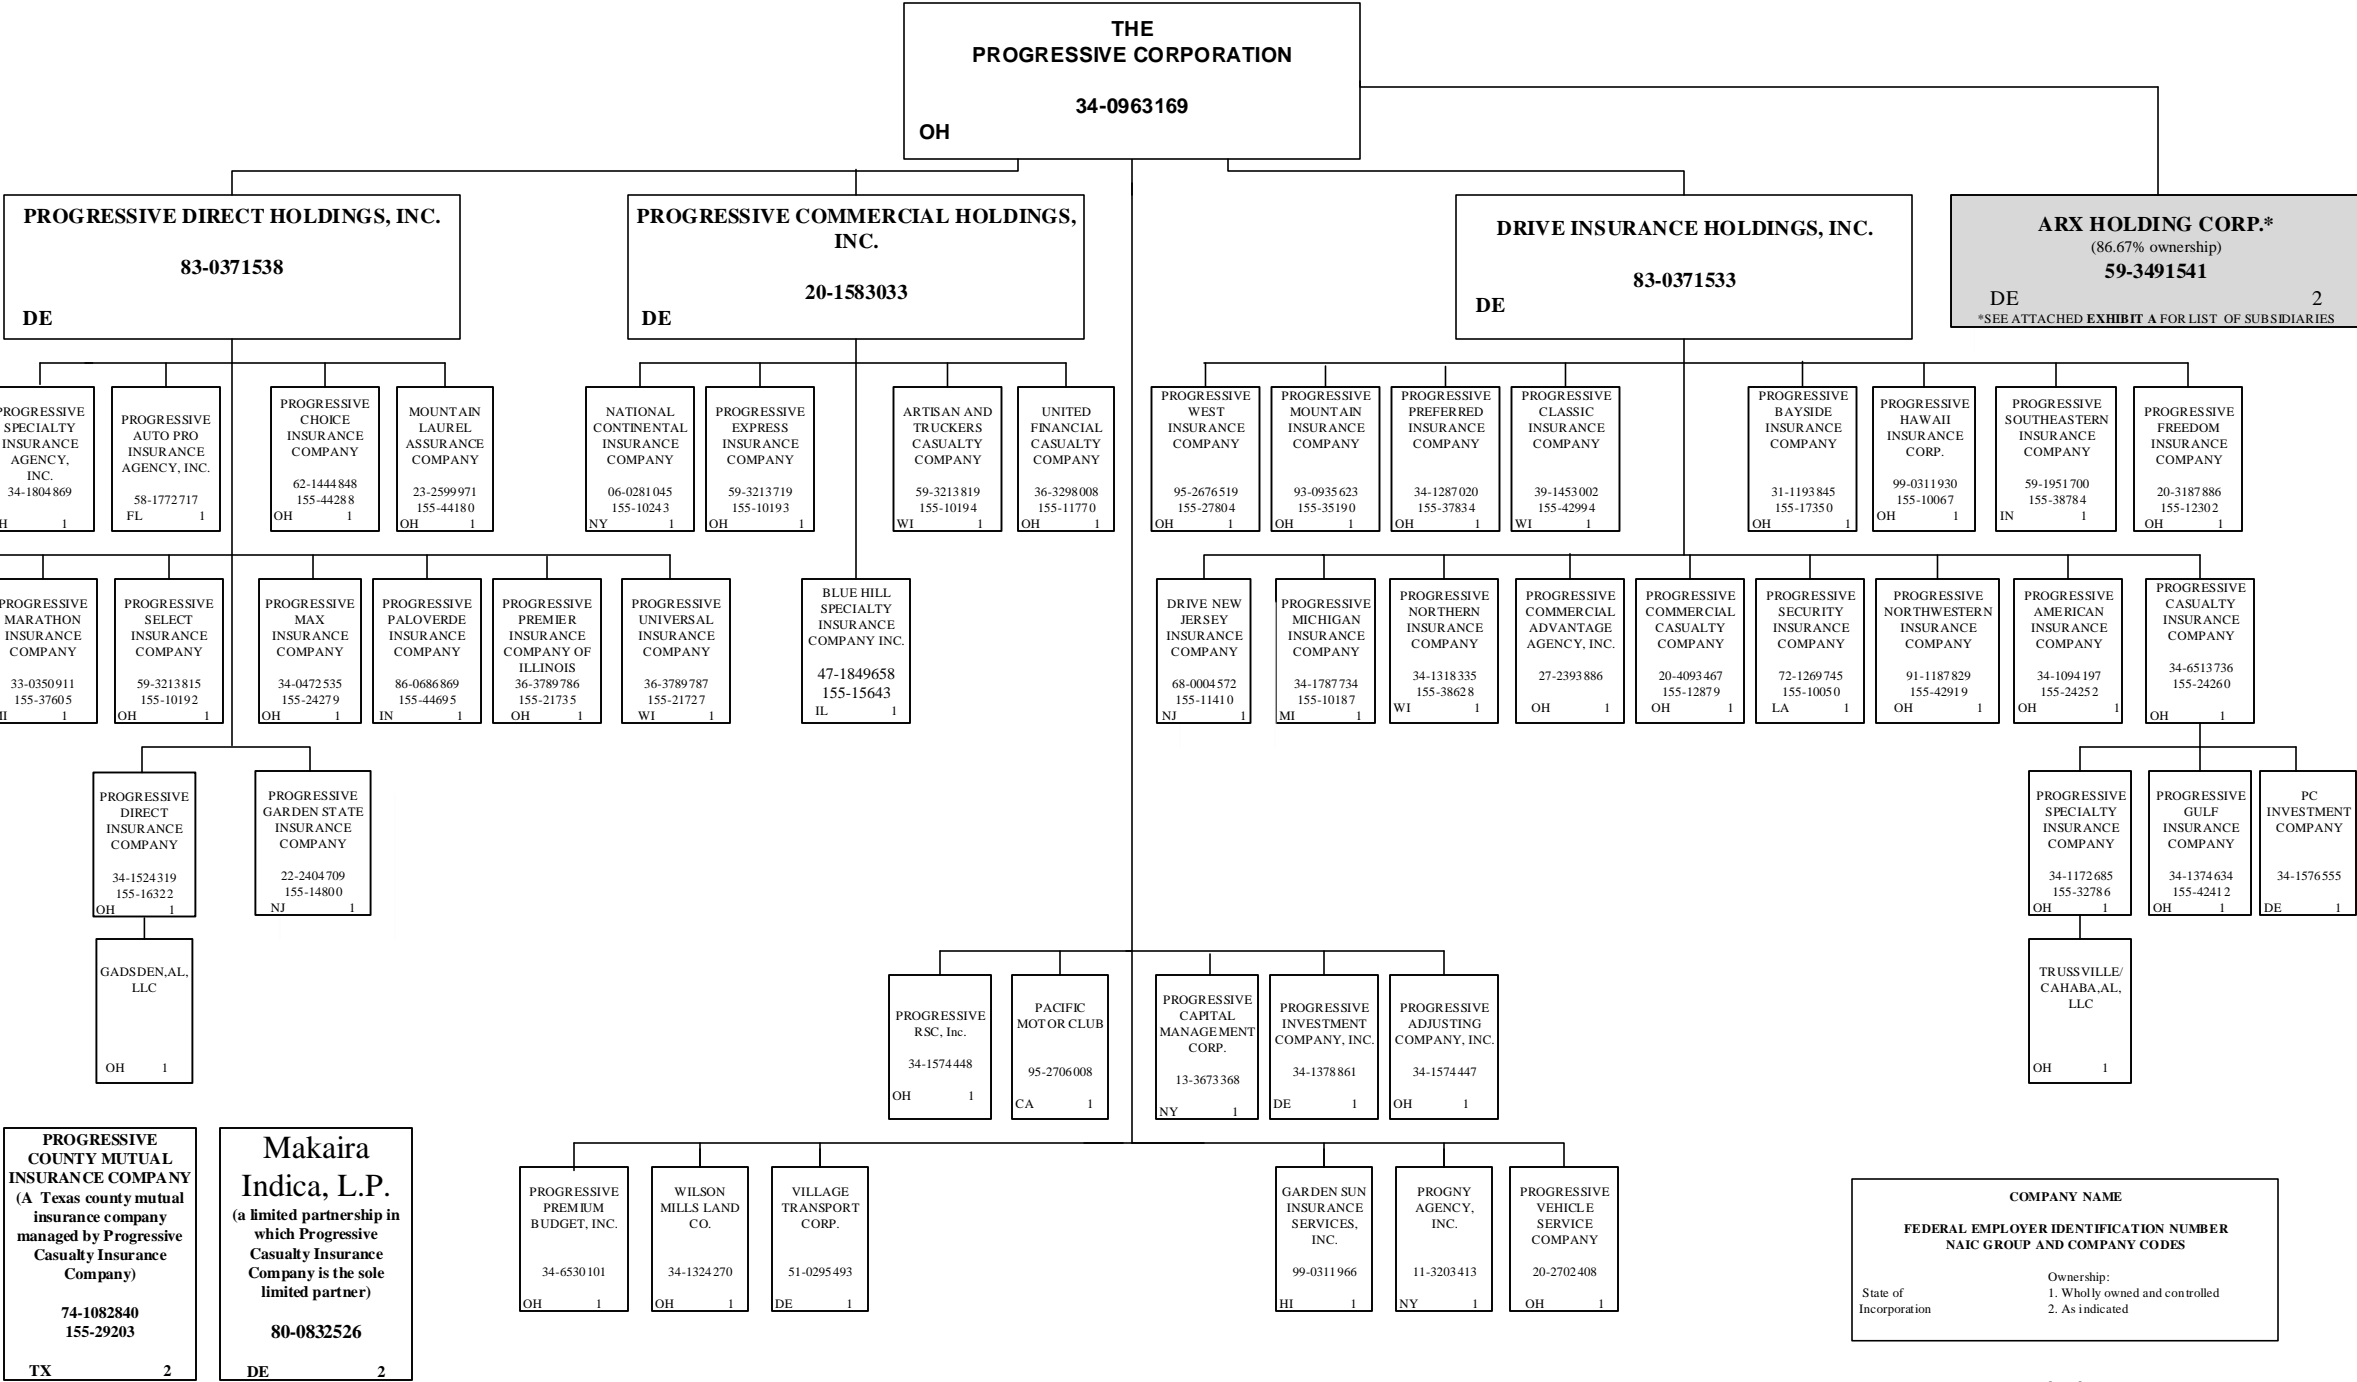 THE
PROGRESSIVE CORPORATION
34-0963169
OH
PROGRESSIVE DIRECT HOLDINGS, INC.
83-0371538
DE
PROGRESSIVE COMMERCIAL HOLDINGS,
INC.
20-1583033
DE
DRIVE INSURANCE HOLDINGS, INC.
83-0371533
DE
ARX HOLDING CORP.*
(86.67% ownership)
59-3491541
DE 2
*SEE ATTACHED EXHIBIT A FOR LIST OF SUBSIDIARIES
PROGRESSIVE
SPECIALTY
INSURANCE
AGENCY,
INC.
34-1804869
H 1
PROGRESSIVE
AUTO PRO
INSURANCE
AGENCY, INC.
58-1772717
FL 1
PROGRESSIVE
CHOICE
INSURANCE
COMPANY
62-1444848
155-44288
OH 1
MOUNTAIN
LAUREL
ASSURANCE
COMPANY
23-2599971
155-44180
OH 1
NATIONAL
CONTINENTAL
INSURANCE
COMPANY
06-0281045
155-10243
NY 1
PROGRESSIVE
EXPRESS
INSURANCE
COMPANY
59-3213719
155-10193
OH 1
ARTISAN AND
TRUCKERS
CASUALTY
COMPANY
59-3213819
155-10194
WI 1
UNITED
FINANCIAL
CASUALTY
COMPANY
36-3298008
155-11770
OH 1
PROGRESSIVE
WEST
INSURANCE
COMPANY
95-2676519
155-27804
OH 1
PROGRESSIVE
MOUNTAIN
INSURANCE
COMPANY
93-0935623
155-35190
OH 1
PROGRESSIVE
PREFERRED
INSURANCE
COMPANY
34-1287020
155-37834
OH 1
PROGRESSIVE
CLASSIC
INSURANCE
COMPANY
39-1453002
155-42994
WI 1
PROGRESSIVE
BAYSIDE
INSURANCE
COMPANY
31-1193845
155-17350
OH 1
PROGRESSIVE
HAWAII
INSURANCE
CORP.
99-0311930
155-10067
OH 1
PROGRESSIVE
SOUTHEASTERN
INSURANCE
COMPANY
59-1951700
155-38784
IN 1
PROGRESSIVE
FREEDOM
INSURANCE
COMPANY
20-3187886
155-12302
OH 1
PROGRESSIVE
MARATHON
INSURANCE
COMPANY
33-0350911
155-37605
MI 1
PROGRESSIVE
SELECT
INSURANCE
COMPANY
59-3213815
155-10192
OH 1
PROGRESSIVE
MAX
INSURANCE
COMPANY
34-0472535
155-24279
OH 1
PROGRESSIVE
PALOVERDE
INSURANCE
COMPANY
86-0686869
155-44695
IN 1
PROGRESSIVE
PREMIER
INSURANCE
COMPANY OF
ILLINOIS
36-3789786
155-21735
OH 1
PROGRESSIVE
UNIVERSAL
INSURANCE
COMPANY
36-3789787
155-21727
WI 1
BLUE HILL
SPECIALTY
INSURANCE
COMPANY INC.
47-1849658
155-15643
IL 1
DRIVE NEW
JERSEY
INSURANCE
COMPANY
68-0004572
155-11410
NJ 1
PROGRESSIVE
MICHIGAN
INSURANCE
COMPANY
34-1787734
155-10187
MI 1
PROGRESSIVE
NORTHERN
INSURANCE
COMPANY
34-1318335
155-38628
WI 1
PROGRESSIVE
COMMERCIAL
ADVANTAGE
AGENCY, INC.
27-2393886
OH 1
PROGRESSIVE
COMMERCIAL
CASUALTY
COMPANY
20-4093467
155-12879
OH 1
PROGRESSIVE
SECURITY
INSURANCE
COMPANY
72-1269745
155-10050
LA 1
PROGRESSIVE
NORTHWESTERN
INSURANCE
COMPANY
91-1187829
155-42919
OH 1
PROGRESSIVE
AMERICAN
INSURANCE
COMPANY
34-1094197
155-24252
OH 1
PROGRESSIVE
CASUALTY
INSURANCE
COMPANY
34-6513736
155-24260
OH 1
PROGRESSIVE
DIRECT
INSURANCE
COMPANY
34-1524319
155-16322
OH 1
PROGRESSIVE
GARDEN STATE
INSURANCE
COMPANY
22-2404709
155-14800
NJ 1
PROGRESSIVE
SPECIALTY
INSURANCE
COMPANY
34-1172685
155-32786
OH 1
PROGRESSIVE
GULF
INSURANCE
COMPANY
34-1374634
155-42412
OH 1
PC
INVESTMENT
COMPANY
34-1576555
DE 1
GADSDEN,AL,
LLC
OH 1
PROGRESSIVE
RSC, Inc.
34-1574448
OH 1
PACIFIC
MOTOR CLUB
95-2706008
CA 1
PROGRESSIVE
CAPITAL
MANAGEMENT
CORP.
13-3673368
NY 1
PROGRESSIVE
INVESTMENT
COMPANY, INC.
34-1378861
DE 1
PROGRESSIVE
ADJUSTING
COMPANY, INC.
34-1574447
OH 1
TRUSSVILLE/
CAHABA,AL,
LLC
OH 1
PROGRESSIVE
COUNTY MUTUAL
INSURANCE COMPANY
(A Texas county mutual
insurance company
managed by Progressive
Casualty Insurance
Company)
74-1082840
155-29203
TX 2
Makaira
Indica, L.P.
(a limited partnership in
which Progressive
Casualty Insurance
Company is the sole
limited partner)
80-0832526
DE 2
PROGRESSIVE
PREMIUM
BUDGET, INC.
34-6530101
OH 1
WILSON
MILLS LAND
CO.
34-1324270
OH 1
VILLAGE
TRANSPORT
CORP.
51-0295493
DE 1
GARDEN SUN
INSURANCE
SERVICES,
INC.
99-0311966
HI 1
PROGNY
AGENCY,
INC.
11-3203413
NY 1
PROGRESSIVE
VEHICLE
SERVICE
COMPANY
20-2702408
OH 1
COMPANY NAME
FEDERAL EMPLOYER IDENTIFICATION NUMBER
NAIC GROUP AND COMPANY CODES
Ownership:
State of 1. Wholly owned and controlled
Incorporation 2. As indicated